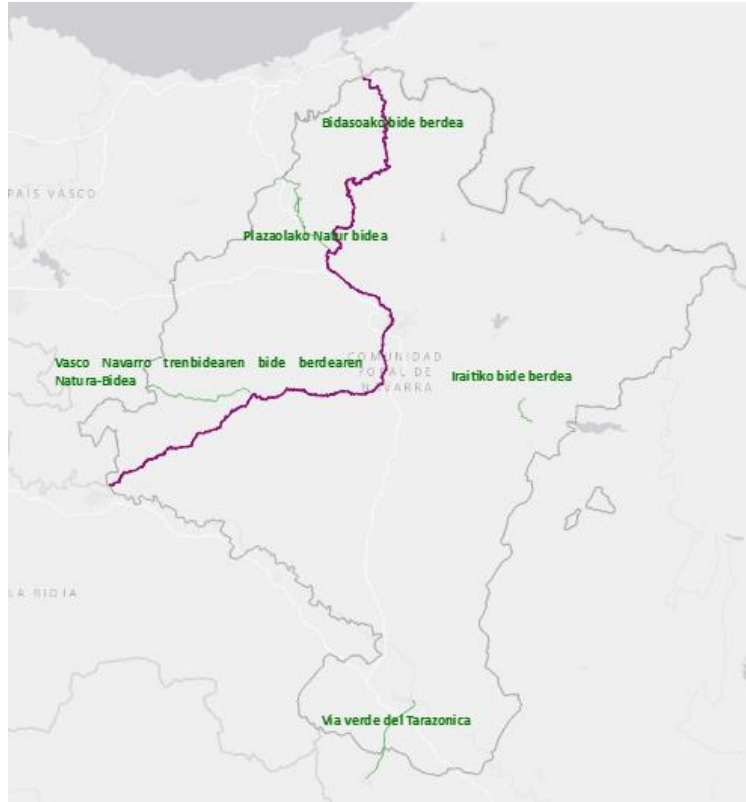 Bidasoako bide berdea
PAÍS VASCO
Plazaolako Natur bidea
Vasco Navarro trenbidearen bide berdearen
Natura-Bidea
COMUNIDAD
FORAL DE
NAVARRA
Iraitiko bide berdea
LA RIOJA
Via verde del Tarazonica